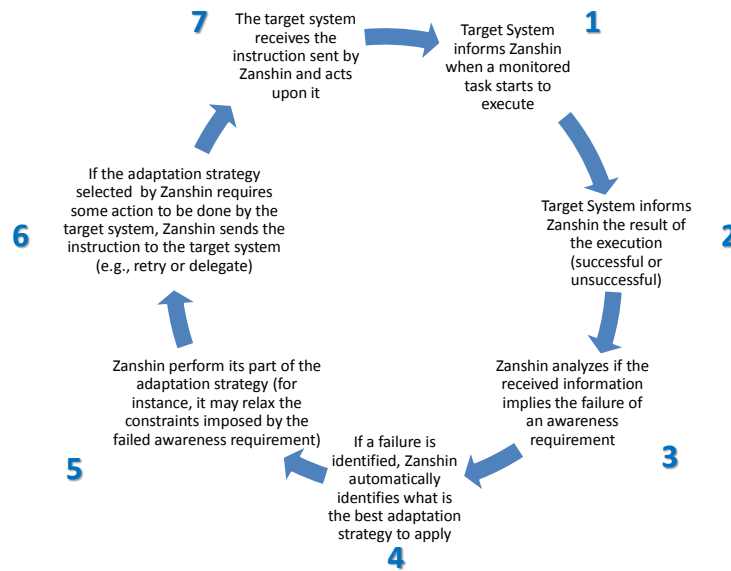 1
Target System
informs Zanshin
when a monitored
task starts to
execute
2
Target System informs
Zanshin the result of
the execution
(successful or
unsuccessful)
3
Zanshin analyzes if the
received information
implies the failure of
an awareness
requirement
4
If a failure is
identified, Zanshin
automatically
identifies what is
the best adaptation
strategy to apply
5
Zanshin perform its part of the
adaptation strategy (for
instance, it may relax the
constraints imposed by the
failed awareness requirement)
6
If the adaptation strategy
selected by Zanshin requires
some action to be done by the
target system, Zanshin sends the
instruction to the target system
(e.g., retry or delegate)
7
The target system
receives the
instruction sent by
Zanshin and acts
upon it